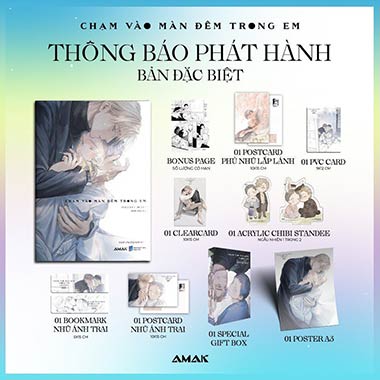 CHẠM VÀO MÀN ĐÊM TRONG EM
THÔNG BÁO PHÁT HÀNH
BẢN ĐẶC BIỆT
CHẠM VÀO MÀN ĐÊM TRONG EM
AMAK
BONUS PAGE
SỐ LƯỢNG CÓ HẠN
01 POSTCARD
PHỦ NHŨ LẤP LÁNH
10X15 CM
01 PVC CARD
01 CLEARCARD
10X15 CM
01 ACRYLIC CHIBI STANDEE
NGẪU NHIÊN 1 TRONG 2
01 BOOKMARK
NHŨ ÁNH TRAI
5X15 CM
01 POSTCARD
NHŨ ÁNH TRAI
10X15 CM
01 SPECIAL
GIFT BOX
01 POSTER A3
AMAK